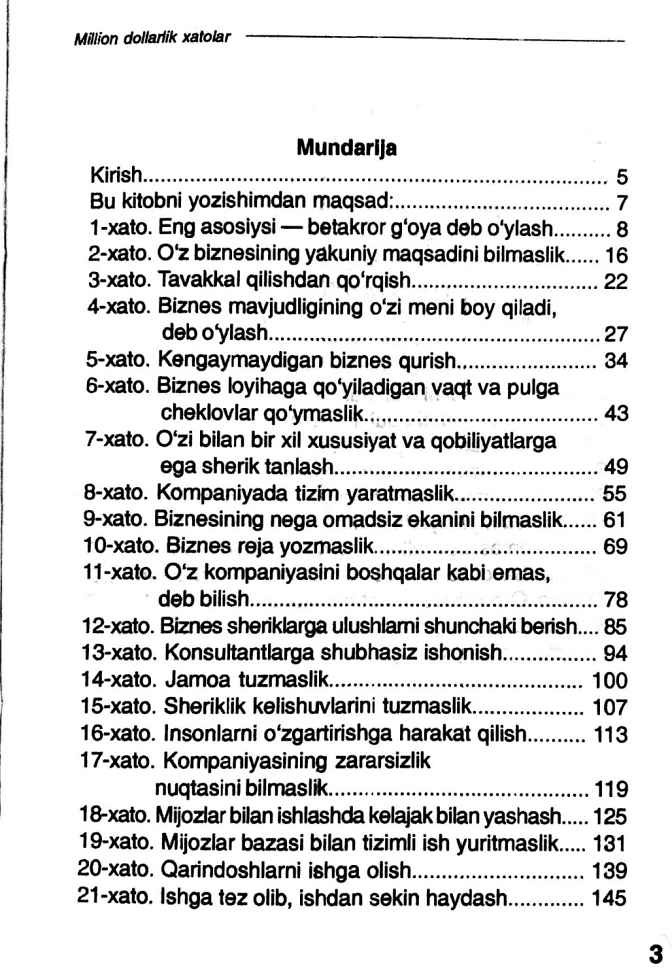 Million dollarlik xatolar
Mundarija
Kirish.............................................................................. 5
Bu kitobni yozishimdan maqsad:.................................... 7
1-xato. Eng asosiysi — betakror g‘oya deb o‘ylash.......... 8
2-xato. O‘z biznesining yakuniy maqsadini bilmaslik...... 16
3-xato. Tavakkal qilishdan qo‘rqish................................ 22
4-xato. Biznes mavjudligining o‘zi meni boy qiladi,
deb o‘ylash......................................................... 27
5-xato. Kengaymaydigan biznes qurish........................ 34
6-xato. Biznes loyihaga qo‘yiladigan vaqt va pulga
cheklovlar qo‘ymaslik....................................... 43
7-xato. O‘zi bilan bir xil xususiyat va qobiliyatlarga
ega sherik tanlash............................................. 49
8-xato. Kompaniyada tizim yaratmaslik........................ 55
9-xato. Biznesining nega omadsiz ekanini bilmaslik...... 61
10-xato. Biznes reja yozmaslik...................................... 69
11-xato. O‘z kompaniyasini boshqalar kabi emas,
deb bilish............................................................ 78
12-xato. Biznes sheriklarga ulushlarni shunchaki berish.... 85
13-xato. Konsultantlarga shubhasiz ishonish................ 94
14-xato. Jamoa tuzmaslik........................................... 100
15-xato. Sheriklik kelishuvlarini tuzmaslik................... 107
16-xato. Insonlarni o‘zgartirishga harakat qilish.......... 113
17-xato. Kompaniyasining zararsizlik
nuqtasini bilmaslik............................................ 119
18-xato. Mijozlar bilan ishlashda kelajak bilan yashash..... 125
19-xato. Mijozlar bazasi bilan tizimli ish yuritmaslik..... 131
20-xato. Qarindoshlarni ishga olish............................. 139
21-xato. Ishga tez olib, ishdan sekin haydash............. 145
3